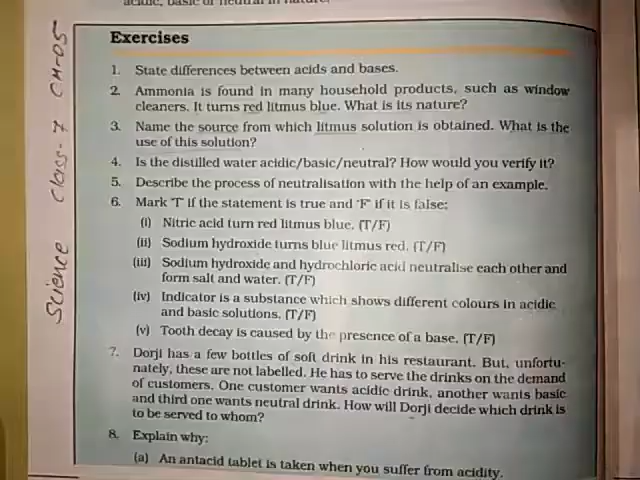 acidic, basic or neutral in nature.
Science Class-7 CH-05
Exercises
1. State differences between acids and bases.
2. Ammonia is found in many household products, such as window
cleaners. It turns red litmus blue. What is its nature?
3. Name the source from which litmus solution is obtained. What is the
use of this solution?
4. Is the distilled water acidic/basic/neutral? How would you verify it?
5. Describe the process of neutralisation with the help of an example.
6. Mark 'T' if the statement is true and 'F' if it is false:
(i) Nitric acid turn red litmus blue. (T/F)
(ii) Sodium hydroxide turns blue litmus red. (T/F)
(iii) Sodium hydroxide and hydrochloric acid neutralise each other and
form salt and water. (T/F)
(iv) Indicator is a substance which shows different colours in acidic
and basic solutions. (T/F)
(v) Tooth decay is caused by the presence of a base. (T/F)
7. Dorji has a few bottles of soft drink in his restaurant. But, unfortu-
nately, these are not labelled. He has to serve the drinks on the demand
of customers. One customer wants acidic drink, another wants basic
and third one wants neutral drink. How will Dorji decide which drink is
to be served to whom?
8. Explain why:
(a) An antacid tablet is taken when you suffer from acidity.